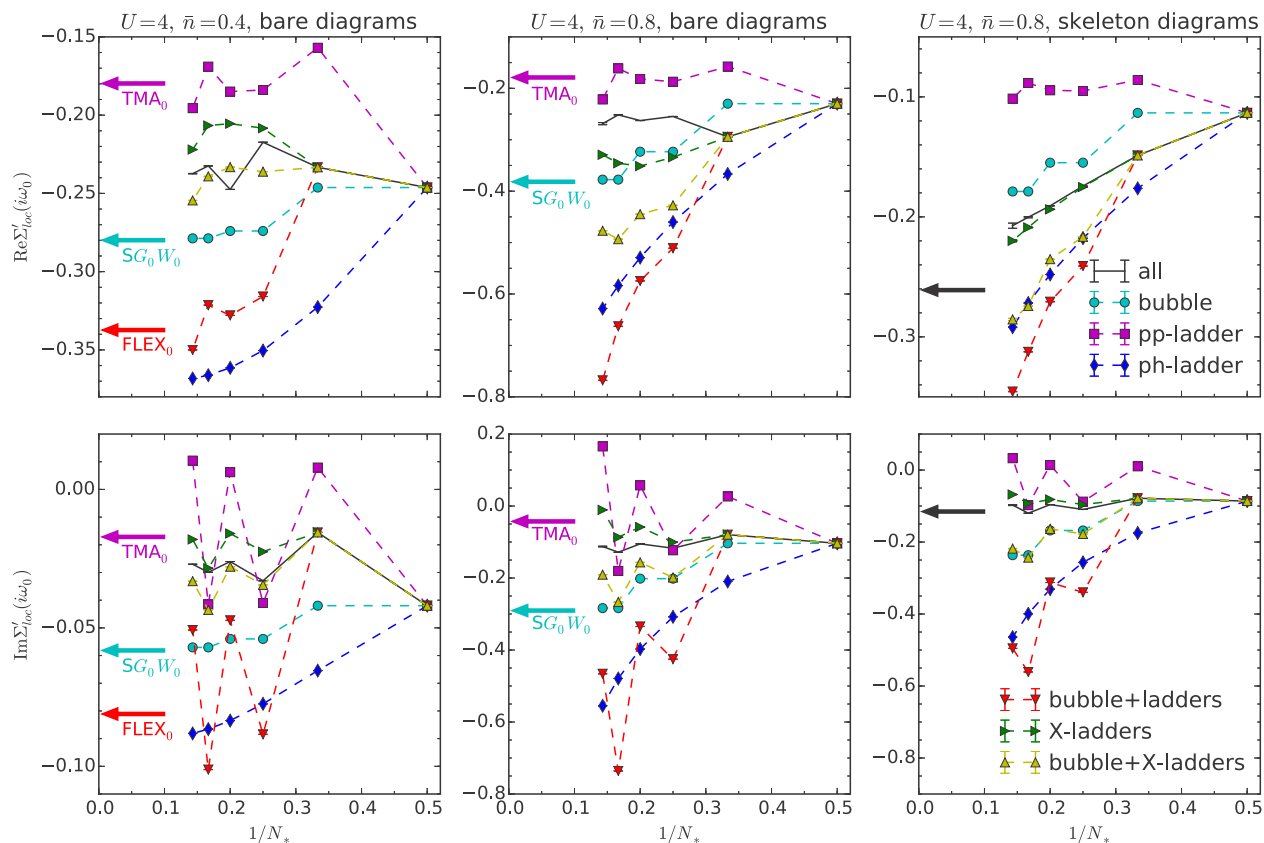 U=4, n̄=0.4, bare diagrams
U=4, n̄=0.8, bare diagrams
U=4, n̄=0.8, skeleton diagrams
ReΣ′loc(iω₀)
−0.15
−0.20
−0.25
−0.30
−0.35
TMA₀
SG₀W₀
FLEX₀
−0.2
−0.4
−0.6
−0.8
TMA₀
SG₀W₀
−0.1
−0.2
−0.3
all
bubble
pp-ladder
ph-ladder
ImΣ′loc(iω₀)
0.00
−0.05
−0.10
TMA₀
SG₀W₀
FLEX₀
0.0 0.1 0.2 0.3 0.4 0.5
1/N∗
0.2
0.0
−0.2
−0.4
−0.6
−0.8
TMA₀
SG₀W₀
0.0 0.1 0.2 0.3 0.4 0.5
1/N∗
0.0
−0.2
−0.4
−0.6
−0.8
bubble+ladders
X-ladders
bubble+X-ladders
0.0 0.1 0.2 0.3 0.4 0.5
1/N∗